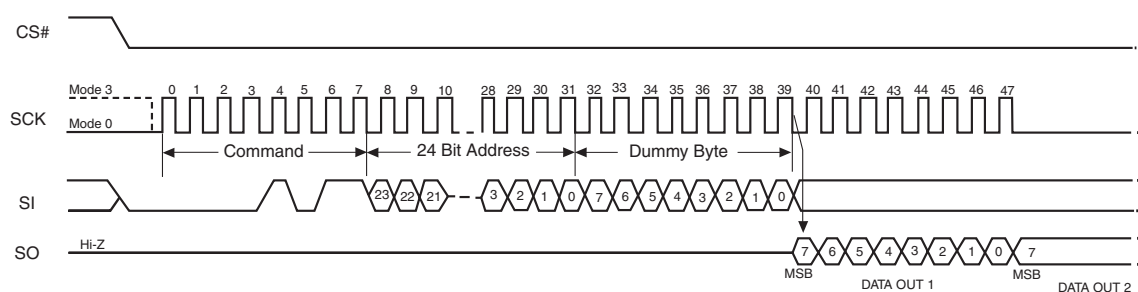 CS#
Mode 3
0 1 2 3 4 5 6 7 8 9 10 28 29 30 31 32 33 34 35 36 37 38 39 40 41 42 43 44 45 46 47
SCK
Mode 0
Command 24 Bit Address Dummy Byte
SI
23 22 21 3 2 1 0 7 6 5 4 3 2 1 0
SO
Hi-Z
7 6 5 4 3 2 1 0 7
MSB DATA OUT 1 MSB DATA OUT 2